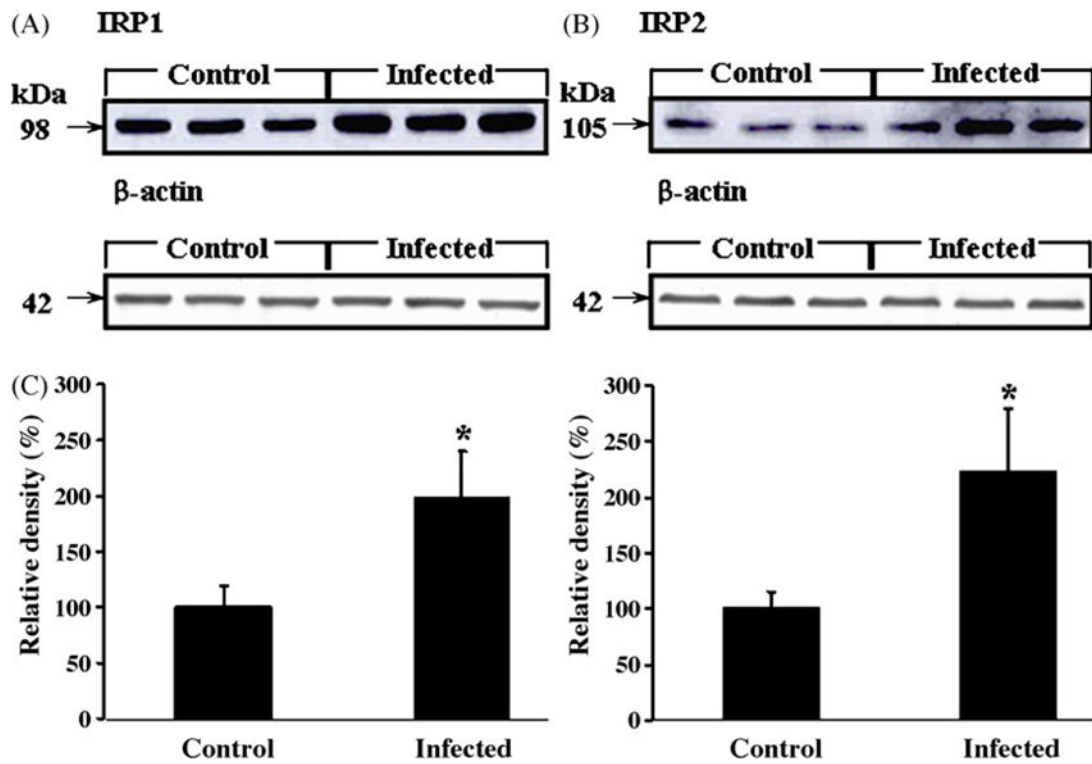 (A) IRP1
Control Infected
kDa
98
β-actin
Control Infected
42
(B) IRP2
Control Infected
kDa
105
β-actin
Control Infected
42
(C)
Relative density (%)
300
250
200
150
100
50
0
*
Control Infected
Relative density (%)
300
250
200
150
100
50
0
*
Control Infected